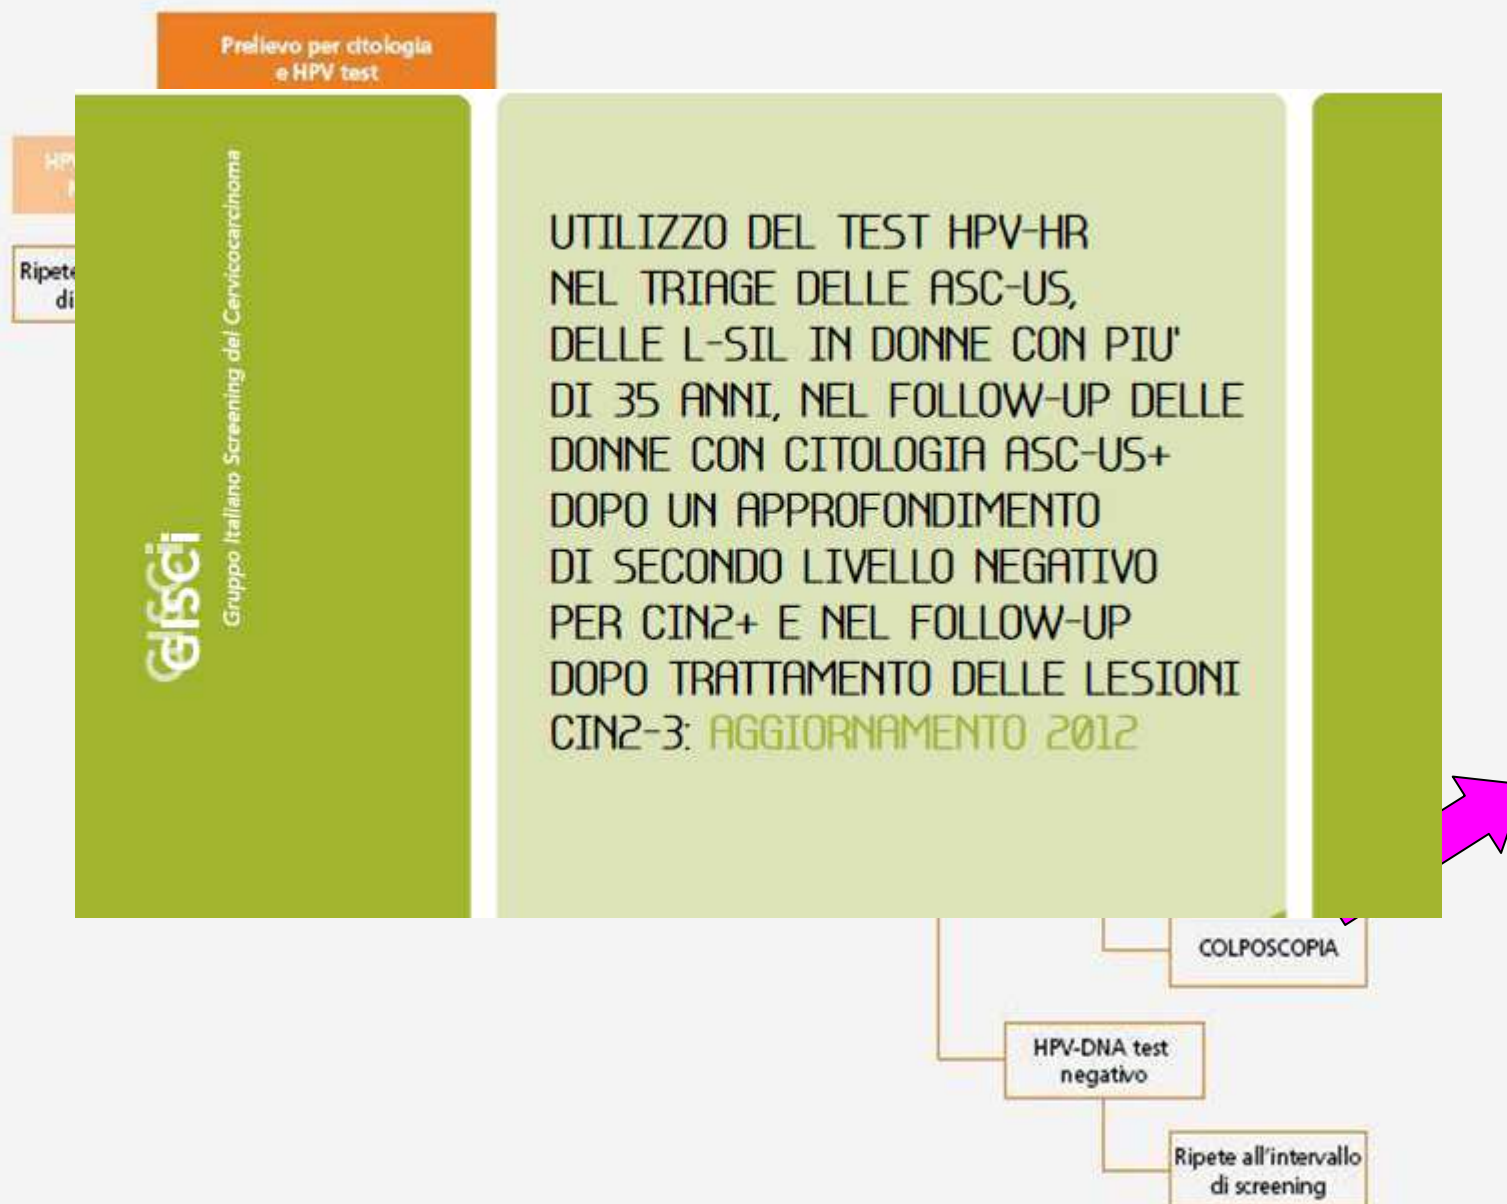 Prelievo per citologia
e HPV test
HP
Ripete
di
Gisci
Gruppo Italiano Screening del Cervicocarcinoma
UTILIZZO DEL TEST HPV-HR
NEL TRIAGE DELLE ASC-US,
DELLE L-SIL IN DONNE CON PIU'
DI 35 ANNI, NEL FOLLOW-UP DELLE
DONNE CON CITOLOGIA ASC-US+
DOPO UN APPROFONDIMENTO
DI SECONDO LIVELLO NEGATIVO
PER CIN2+ E NEL FOLLOW-UP
DOPO TRATTAMENTO DELLE LESIONI
CIN2-3: AGGIORNAMENTO 2012
COLPOSCOPIA
HPV-DNA test
negativo
Ripete all'intervallo
di screening